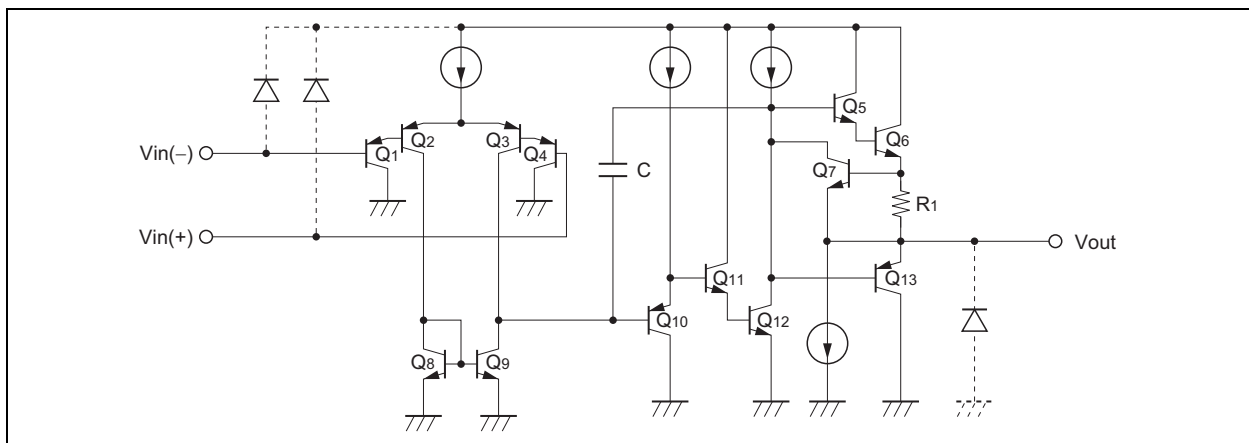 Q5
Q2 Q3 Q6
Vin(−) Q1 Q4 Q7
C
R1
Vin(+) Vout
Q11 Q13
Q10 Q12
Q8 Q9